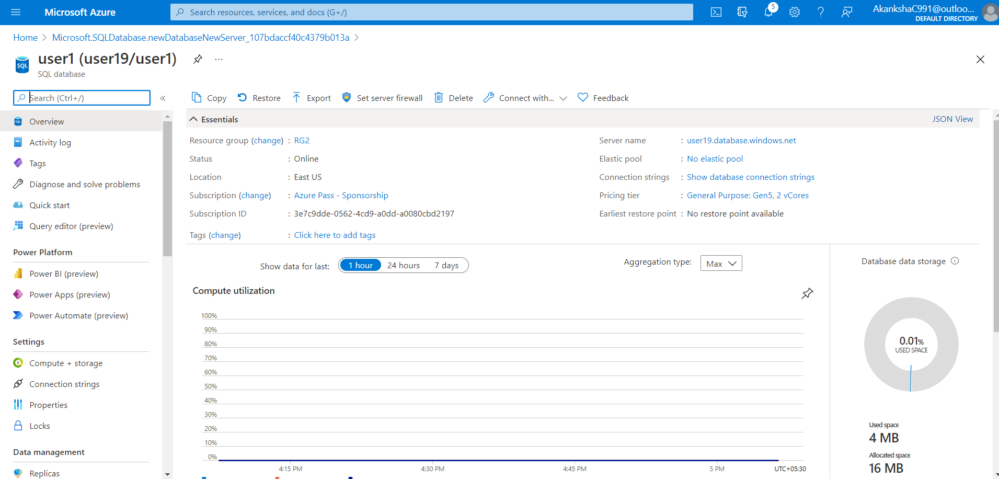 Microsoft Azure
Search resources, services, and docs (G+/)
5
AkankshaC991@outloo...
DEFAULT DIRECTORY
Home > Microsoft.SQLDatabase.newDatabaseNewServer_107bdaccf40c4379b013a >
SQL
user1 (user19/user1)
...
SQL database
Search (Ctrl+/)
«
Copy Restore Export Set server firewall Delete Connect with... Feedback
Overview
Activity log
Tags
Diagnose and solve problems
Quick start
Query editor (preview)
Power Platform
Power BI (preview)
Power Apps (preview)
Power Automate (preview)
Settings
Compute + storage
Connection strings
Properties
Locks
Data management
Replicas
Essentials
JSON View
Resource group (change) : RG2
Status : Online
Location : East US
Subscription (change) : Azure Pass - Sponsorship
Subscription ID : 3e7c9dde-0562-4cd9-a0dd-a0080cbd2197
Tags (change) : Click here to add tags
Server name : user19.database.windows.net
Elastic pool : No elastic pool
Connection strings : Show database connection strings
Pricing tier : General Purpose: Gen5, 2 vCores
Earliest restore point : No restore point available
Show data for last: 1 hour 24 hours 7 days
Aggregation type: Max
Compute utilization
100%
90%
80%
70%
60%
50%
40%
30%
20%
10%
0%
4:15 PM 4:30 PM 4:45 PM 5 PM UTC+05:30
Database data storage
0.01%
USED SPACE
Used space
4 MB
Allocated space
16 MB